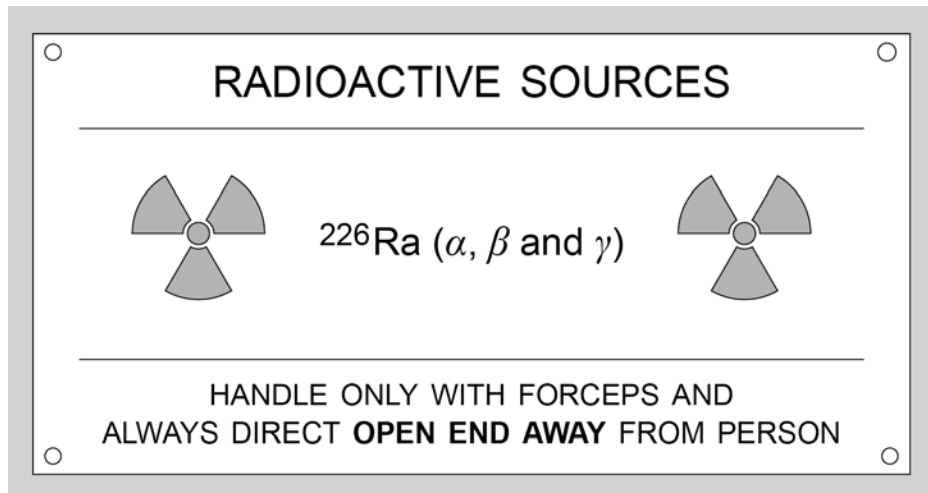 RADIOACTIVE SOURCES
²²⁶Ra (α, β and γ)
HANDLE ONLY WITH FORCEPS AND
ALWAYS DIRECT OPEN END AWAY FROM PERSON